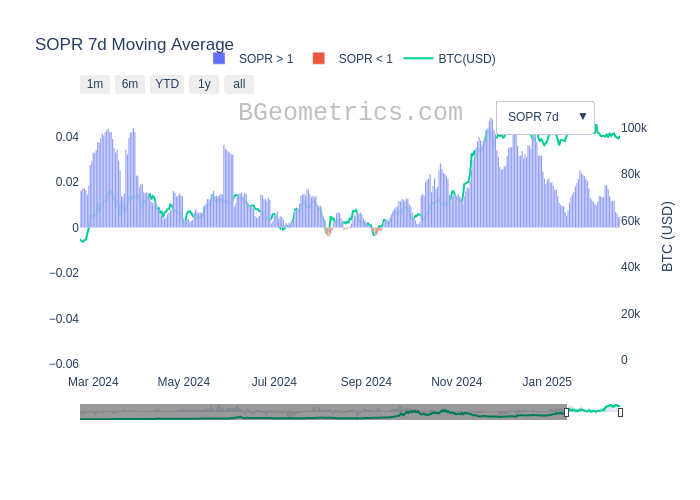 SOPR 7d Moving Average
SOPR > 1
SOPR < 1
BTC(USD)
1m
6m
YTD
1y
all
BGeometrics.com
SOPR 7d ▼
0.04
0.02
0
−0.02
−0.04
−0.06
100k
80k
60k
40k
20k
0
BTC (USD)
Mar 2024
May 2024
Jul 2024
Sep 2024
Nov 2024
Jan 2025